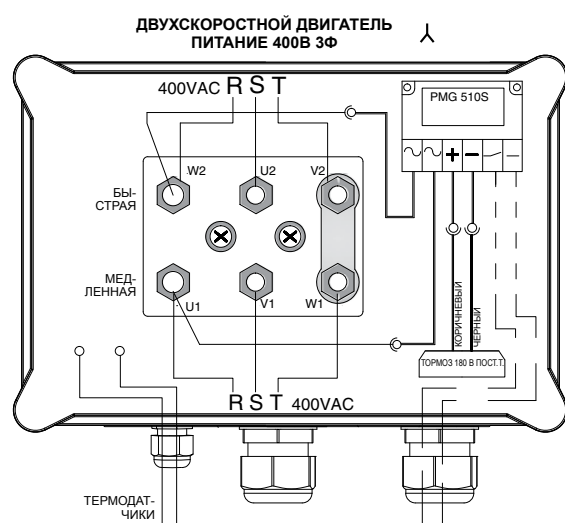 ДВУХСКОРОСТНОЙ ДВИГАТЕЛЬ
ПИТАНИЕ 400В 3Ф
400VAC R S T
PMG 510S
W2 U2 V2
+ −
БЫ-
СТРАЯ
МЕД-
ЛЕННАЯ
U1 V1 W1
КОРИЧНЕВЫЙ
ЧЕРНЫЙ
ТОРМОЗ 180 В ПОСТ.Т.
R S T 400VAC
ТЕРМОДАТ-
ЧИКИ